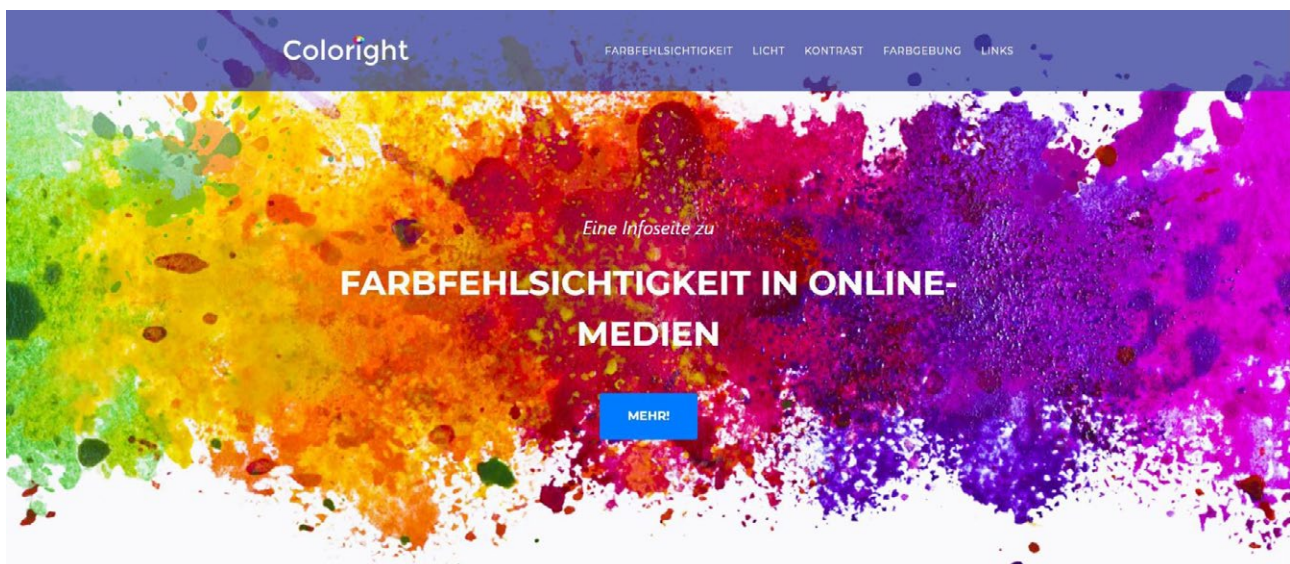 Coloright
FARBFEHLSICHTIGKEIT LICHT KONTRAST FARBGEBUNG LINKS
Eine Infoseite zu
FARBFEHLSICHTIGKEIT IN ONLINE-
MEDIEN
MEHR!